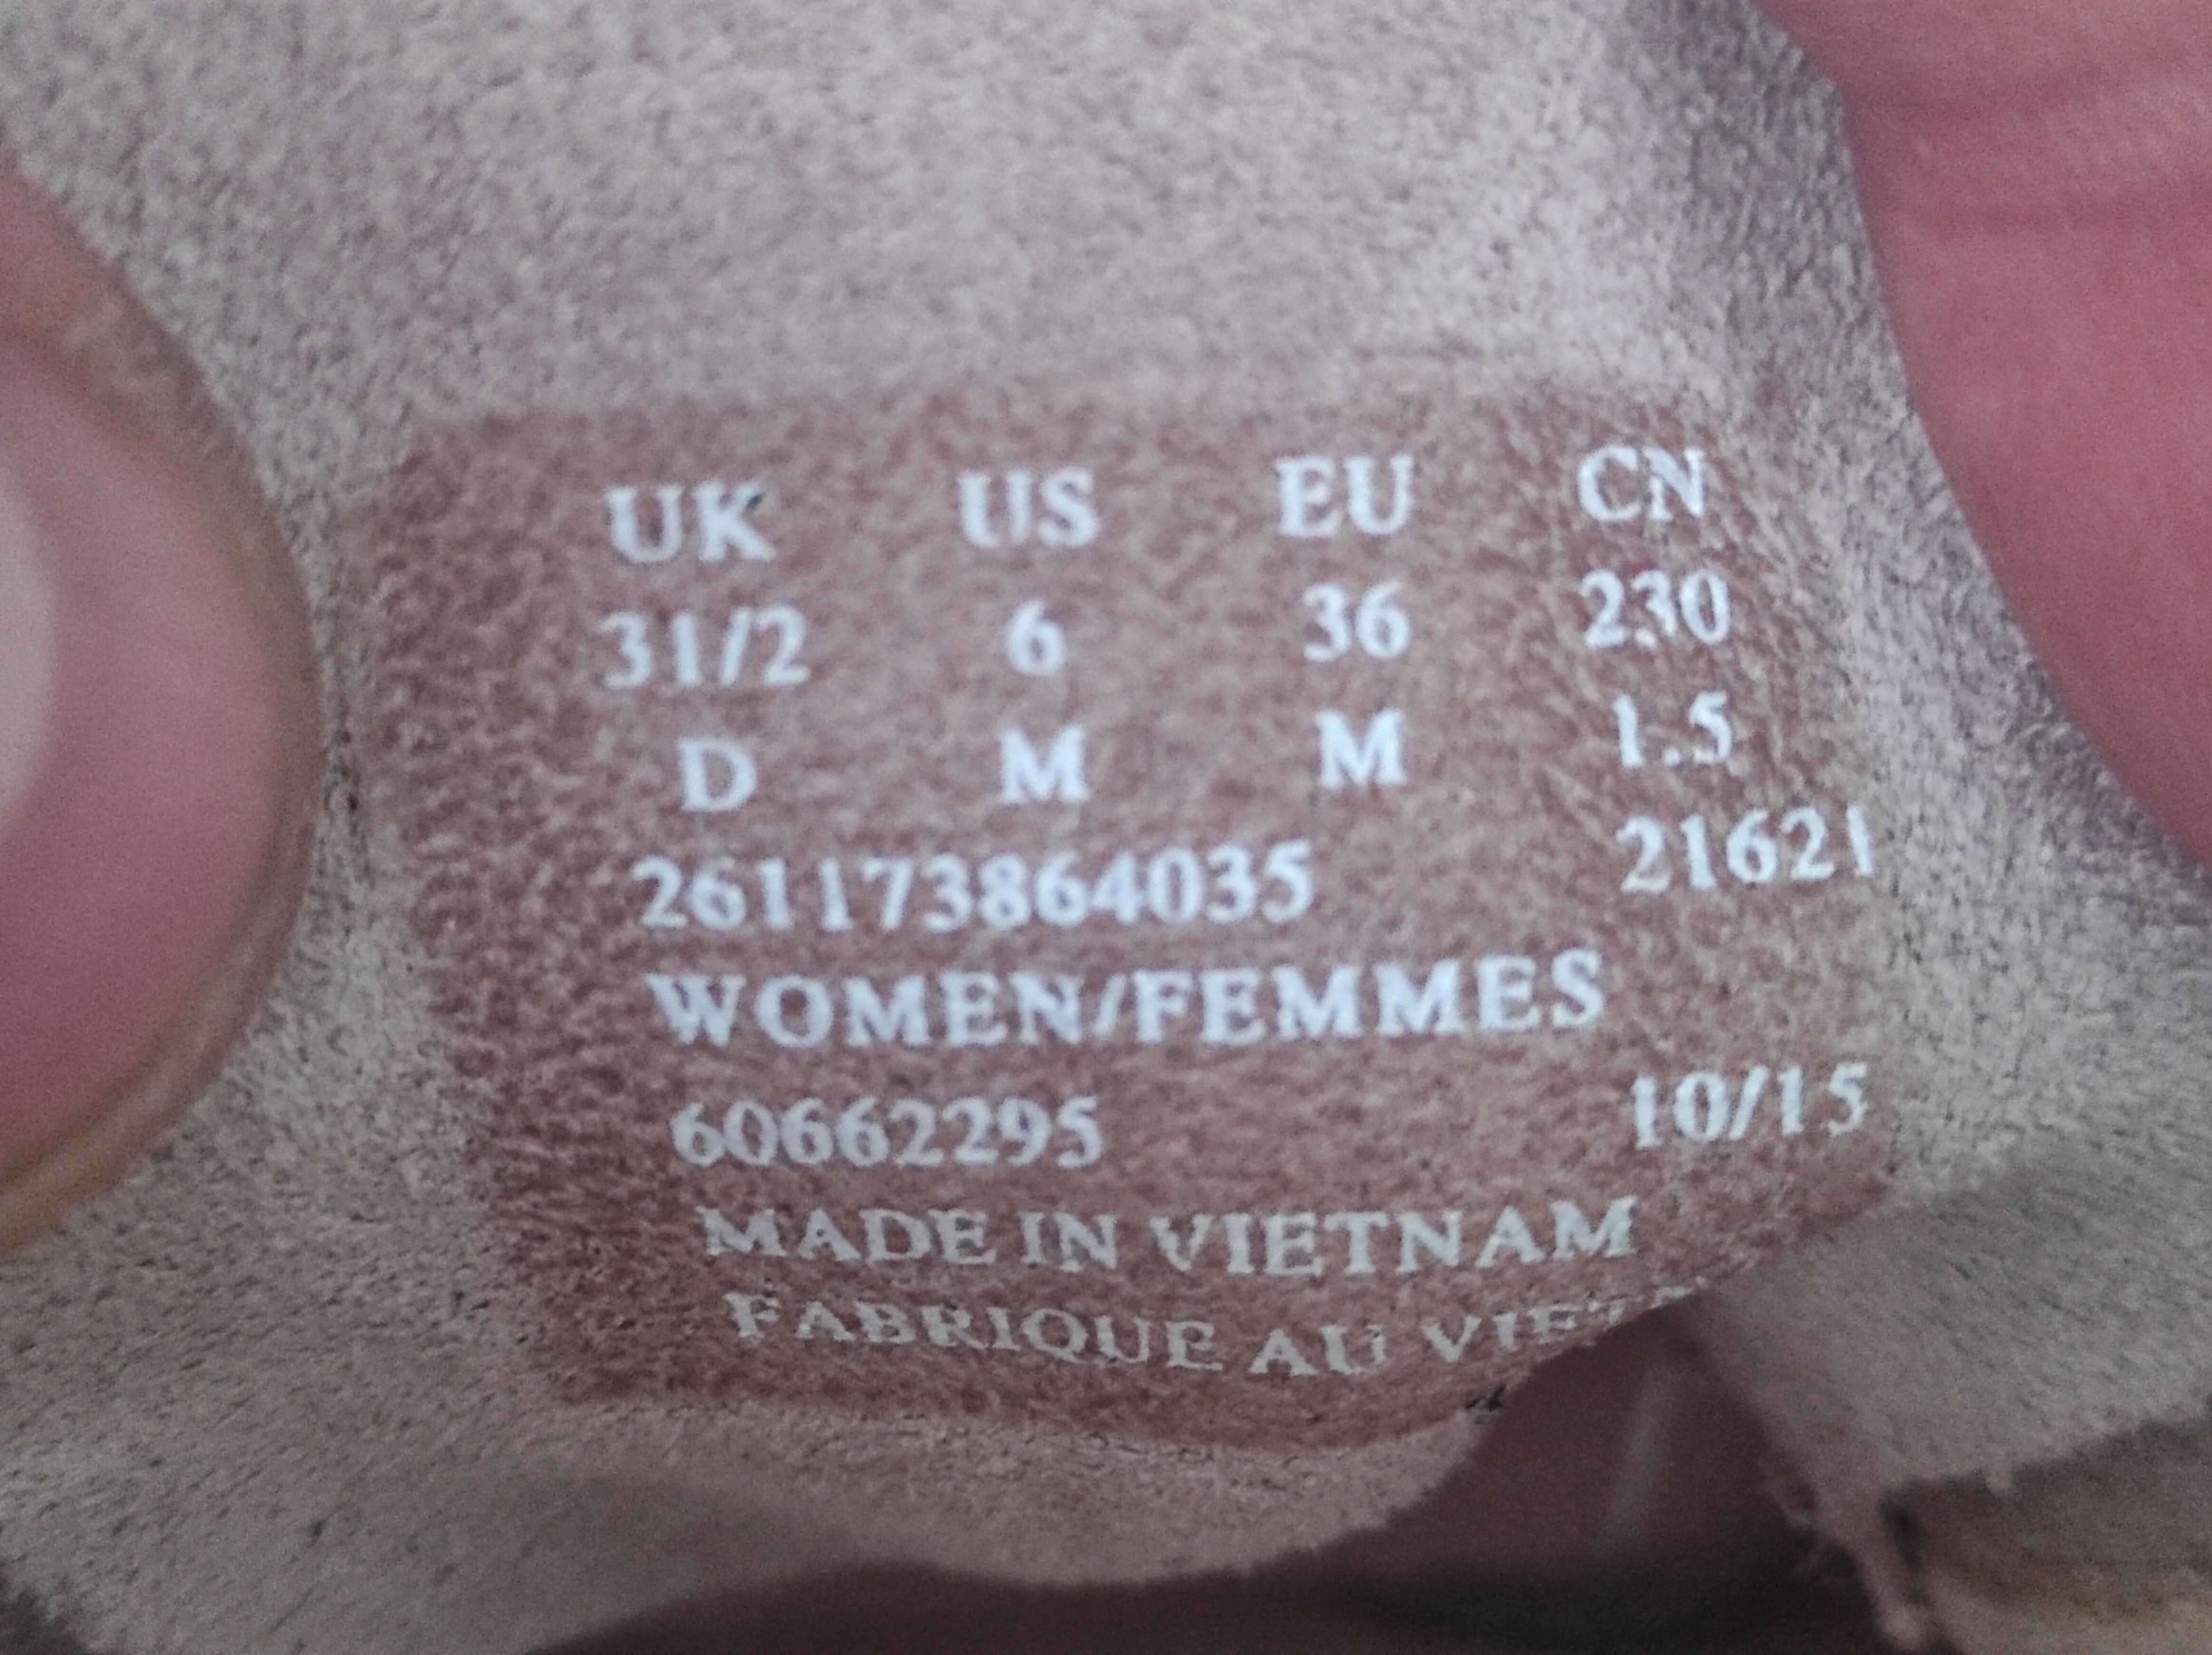 UK US EU CN
31/2 6 36 230
D M M 1.5
261173864035 21621
WOMEN/FEMMES
60662295 10/15
MADE IN VIETNAM
FABRIQUE AU